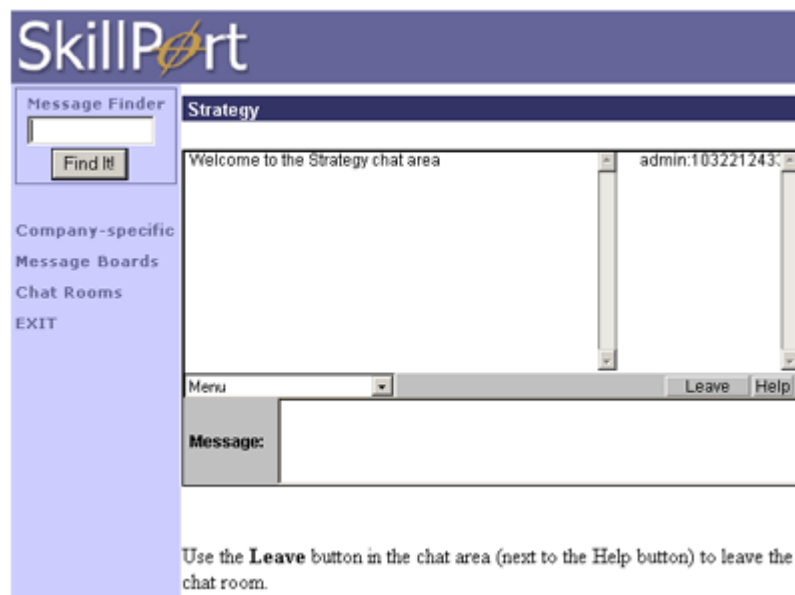 SkillPort
Message Finder
Find It!
Company-specific
Message Boards
Chat Rooms
EXIT
Strategy
Welcome to the Strategy chat area
Menu
Leave
Help
Message:
Use the Leave button in the chat area (next to the Help button) to leave the
chat room.